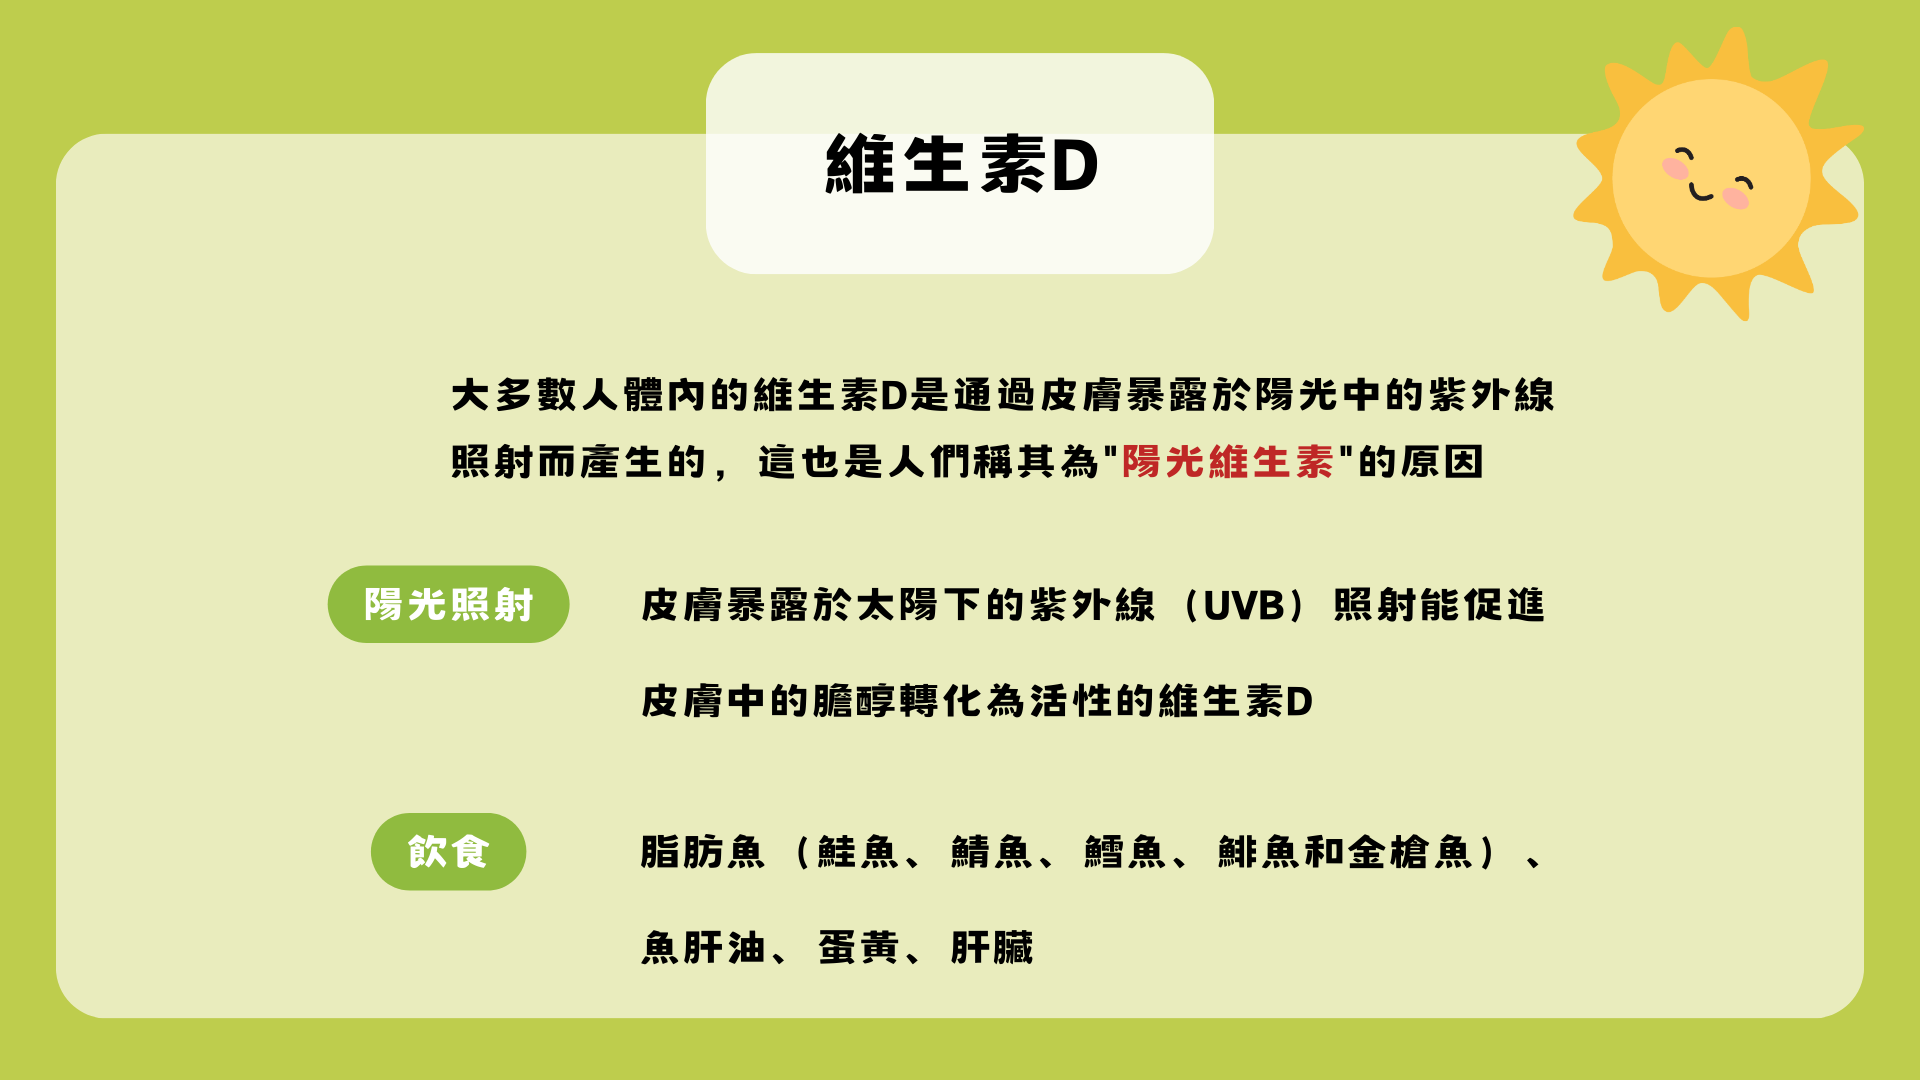 維生素D
大多數人體內的維生素D是通過皮膚暴露於陽光中的紫外線
照射而產生的，這也是人們稱其為"陽光維生素"的原因
陽光照射
皮膚暴露於太陽下的紫外線（UVB）照射能促進
皮膚中的膽醇轉化為活性的維生素D
飲食
脂肪魚（鮭魚、鯖魚、鱈魚、鯡魚和金槍魚）、
魚肝油、蛋黃、肝臟